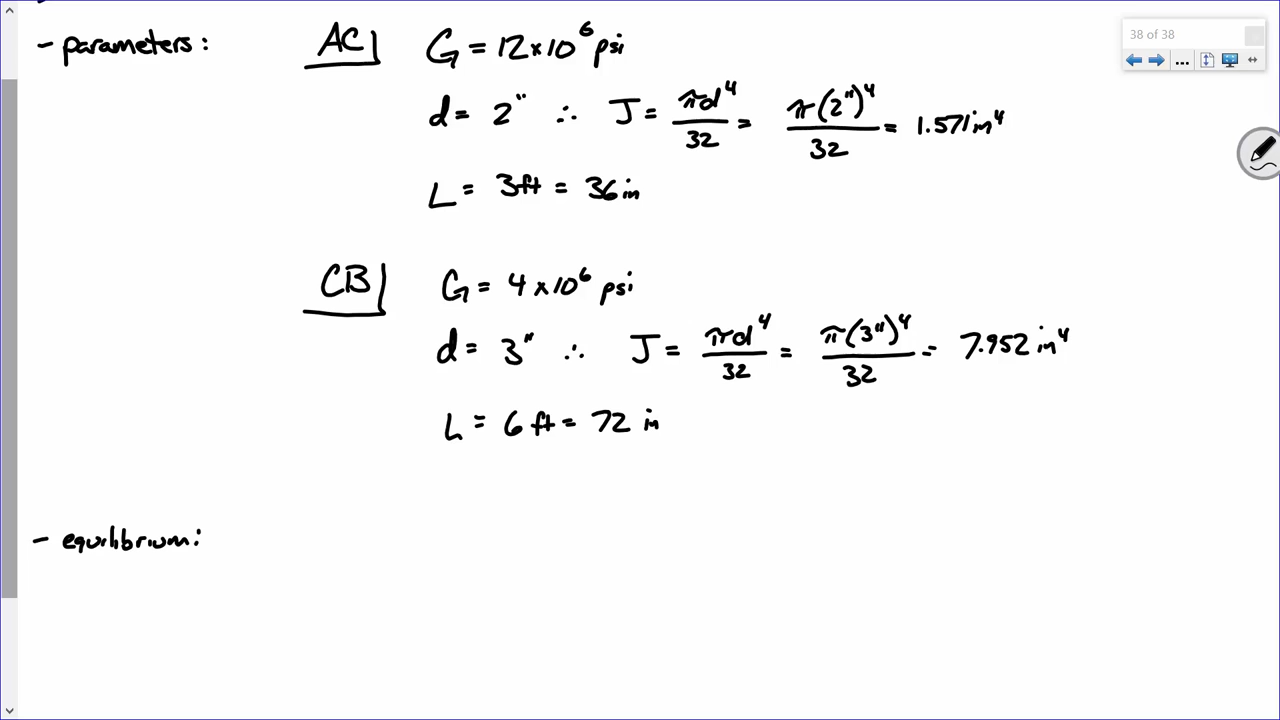 - parameters: AC G = 12×10⁶ psi
38 of 38
d = 2" ∴ J = πd⁴/32 = π(2")⁴/32 = 1.571 in⁴
L = 3ft = 36 in
CB G = 4×10⁶ psi
d = 3" ∴ J = πd⁴/32 = π(3")⁴/32 = 7.952 in⁴
L = 6 ft = 72 in
- equilibrium: